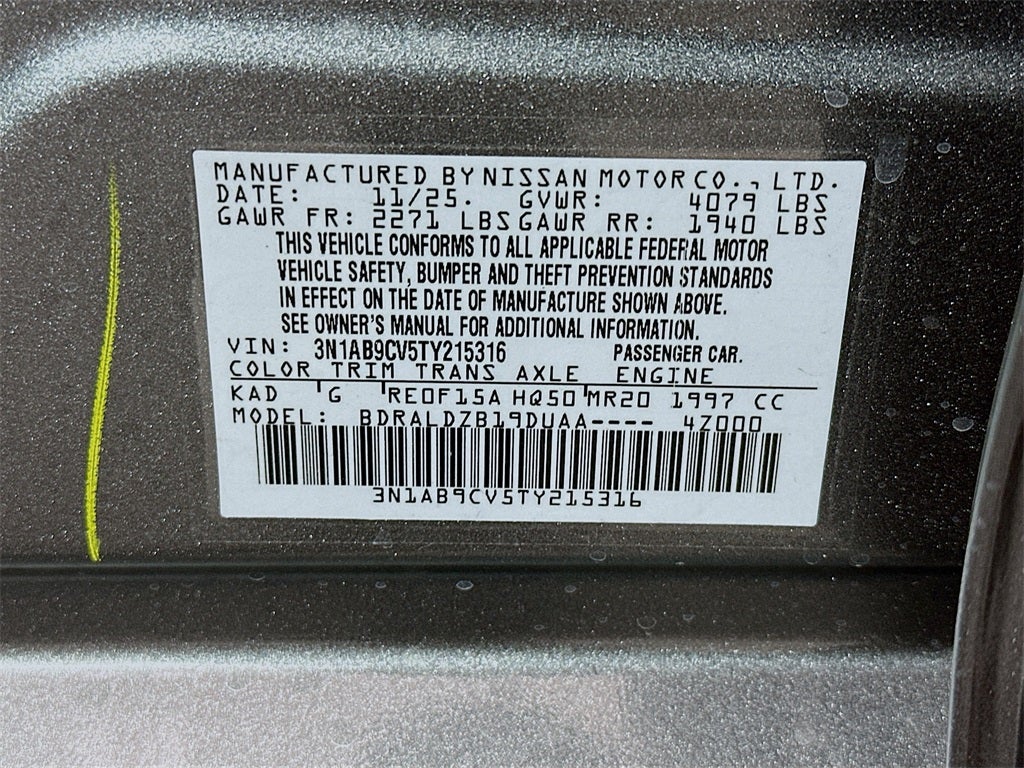 MANUFACTURED BY NISSAN MOTOR CO., LTD.
DATE: 11/25. GVWR: 4079 LBS
GAWR FR: 2271 LBS GAWR RR: 1940 LBS
THIS VEHICLE CONFORMS TO ALL APPLICABLE FEDERAL MOTOR
VEHICLE SAFETY, BUMPER AND THEFT PREVENTION STANDARDS
IN EFFECT ON THE DATE OF MANUFACTURE SHOWN ABOVE.
SEE OWNER'S MANUAL FOR ADDITIONAL INFORMATION.
VIN: 3N1AB9CV5TY215316 PASSENGER CAR.
COLOR TRIM TRANS AXLE ENGINE
KAD G RE0F15A HQ50 MR20 1997 CC
MODEL: BDRALDZB19DUAA---- 4Z000
3N1AB9CV5TY215316